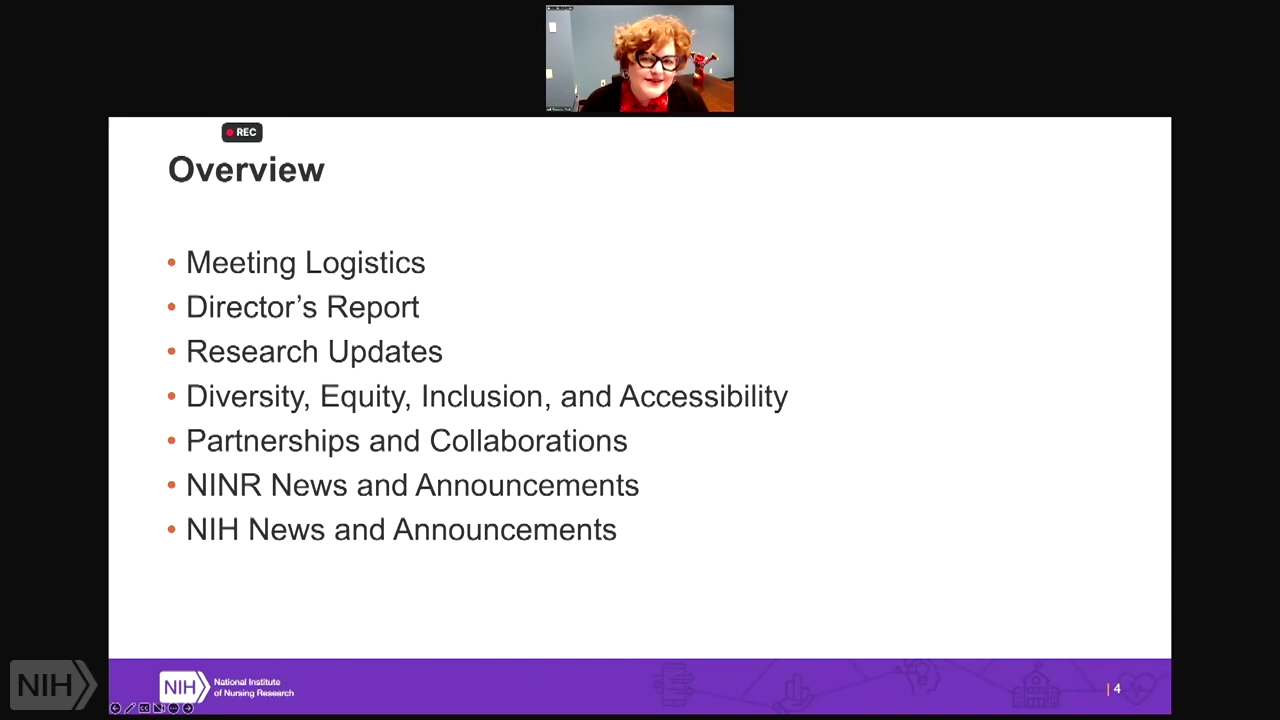 REC
Overview
• Meeting Logistics
• Director’s Report
• Research Updates
• Diversity, Equity, Inclusion, and Accessibility
• Partnerships and Collaborations
• NINR News and Announcements
• NIH News and Announcements
NIH
NIH
National Institute
of Nursing Research
| 4